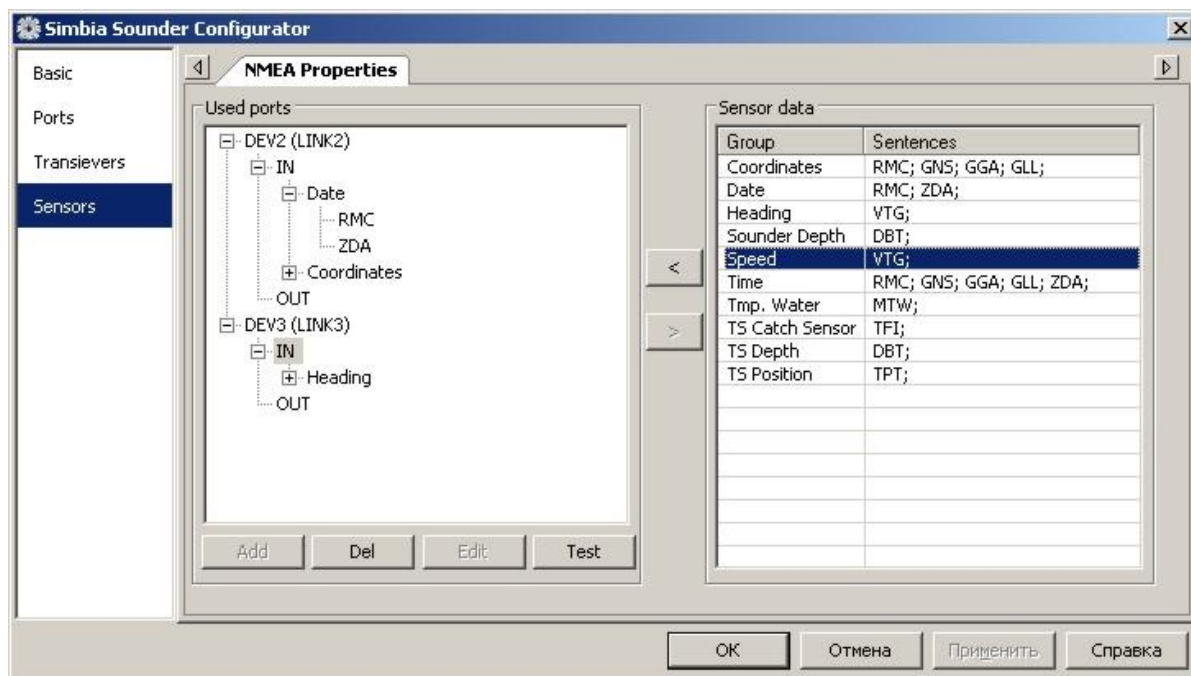 Simbia Sounder Configurator
Basic
Ports
Transievers
Sensors
NMEA Properties
Used ports
DEV2 (LINK2)
IN
Date
RMC
ZDA
Coordinates
OUT
DEV3 (LINK3)
IN
Heading
OUT
Add Del Edit Test
<
>
Sensor data
Group Sentences
Coordinates RMC; GNS; GGA; GLL;
Date RMC; ZDA;
Heading VTG;
Sounder Depth DBT;
Speed VTG;
Time RMC; GNS; GGA; GLL; ZDA;
Tmp. Water MTW;
TS Catch Sensor TFI;
TS Depth DBT;
TS Position TPT;
OK Отмена Применить Справка